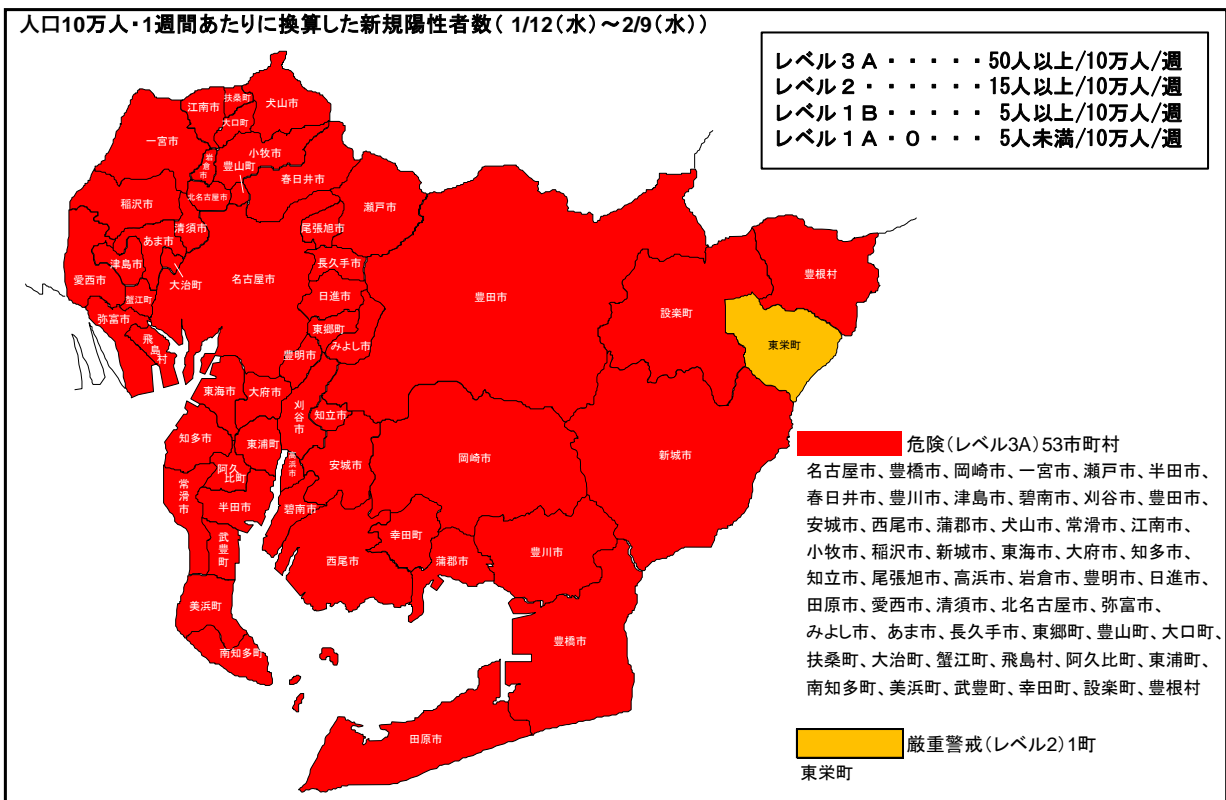 人口10万人・1週間あたりに換算した新規陽性者数( 1/12(水)～2/9(水))
レベル３Ａ・・・・・50人以上/10万人/週
レベル２・・・・・・15人以上/10万人/週
レベル１Ｂ・・・・・ 5人以上/10万人/週
レベル１Ａ・０・・・ 5人未満/10万人/週
扶桑町
江南市
犬山市
大口町
一宮市
小牧市
岩倉市
豊山町
春日井市
北名古屋市
稲沢市
瀬戸市
清須市
尾張旭市
あま市
津島市
長久手市
愛西市
大治町
名古屋市
豊根村
蟹江町
日進市
豊田市
設楽町
弥富市
東郷町
飛島村
みよし市
東栄町
豊明市
東海市
大府市
刈谷市
知立市
知多市
東浦町
岡崎市
新城市
高浜市
安城市
阿久比町
常滑市
半田市
碧南市
武豊町
幸田町
豊川市
西尾市
蒲郡市
美浜町
豊橋市
南知多町
田原市
危険(レベル3A)53市町村
名古屋市、豊橋市、岡崎市、一宮市、瀬戸市、半田市、
春日井市、豊川市、津島市、碧南市、刈谷市、豊田市、
安城市、西尾市、蒲郡市、犬山市、常滑市、江南市、
小牧市、稲沢市、新城市、東海市、大府市、知多市、
知立市、尾張旭市、高浜市、岩倉市、豊明市、日進市、
田原市、愛西市、清須市、北名古屋市、弥富市、
みよし市、あま市、長久手市、東郷町、豊山町、大口町、
扶桑町、大治町、蟹江町、飛島村、阿久比町、東浦町、
南知多町、美浜町、武豊町、幸田町、設楽町、豊根村
厳重警戒(レベル2)1町
東栄町